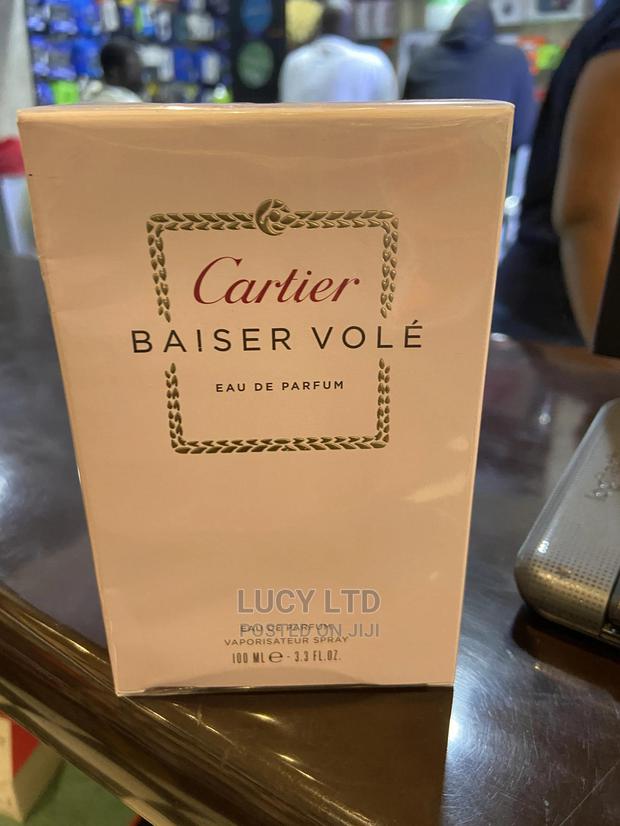 Cartier
BAISER VOLÉ
EAU DE PARFUM
LUCY LTD
EAU DE PARFUM
POSTED ON JIJI
VAPORISATEUR SPRAY
100 ML ℮ - 3.3 FL.OZ.